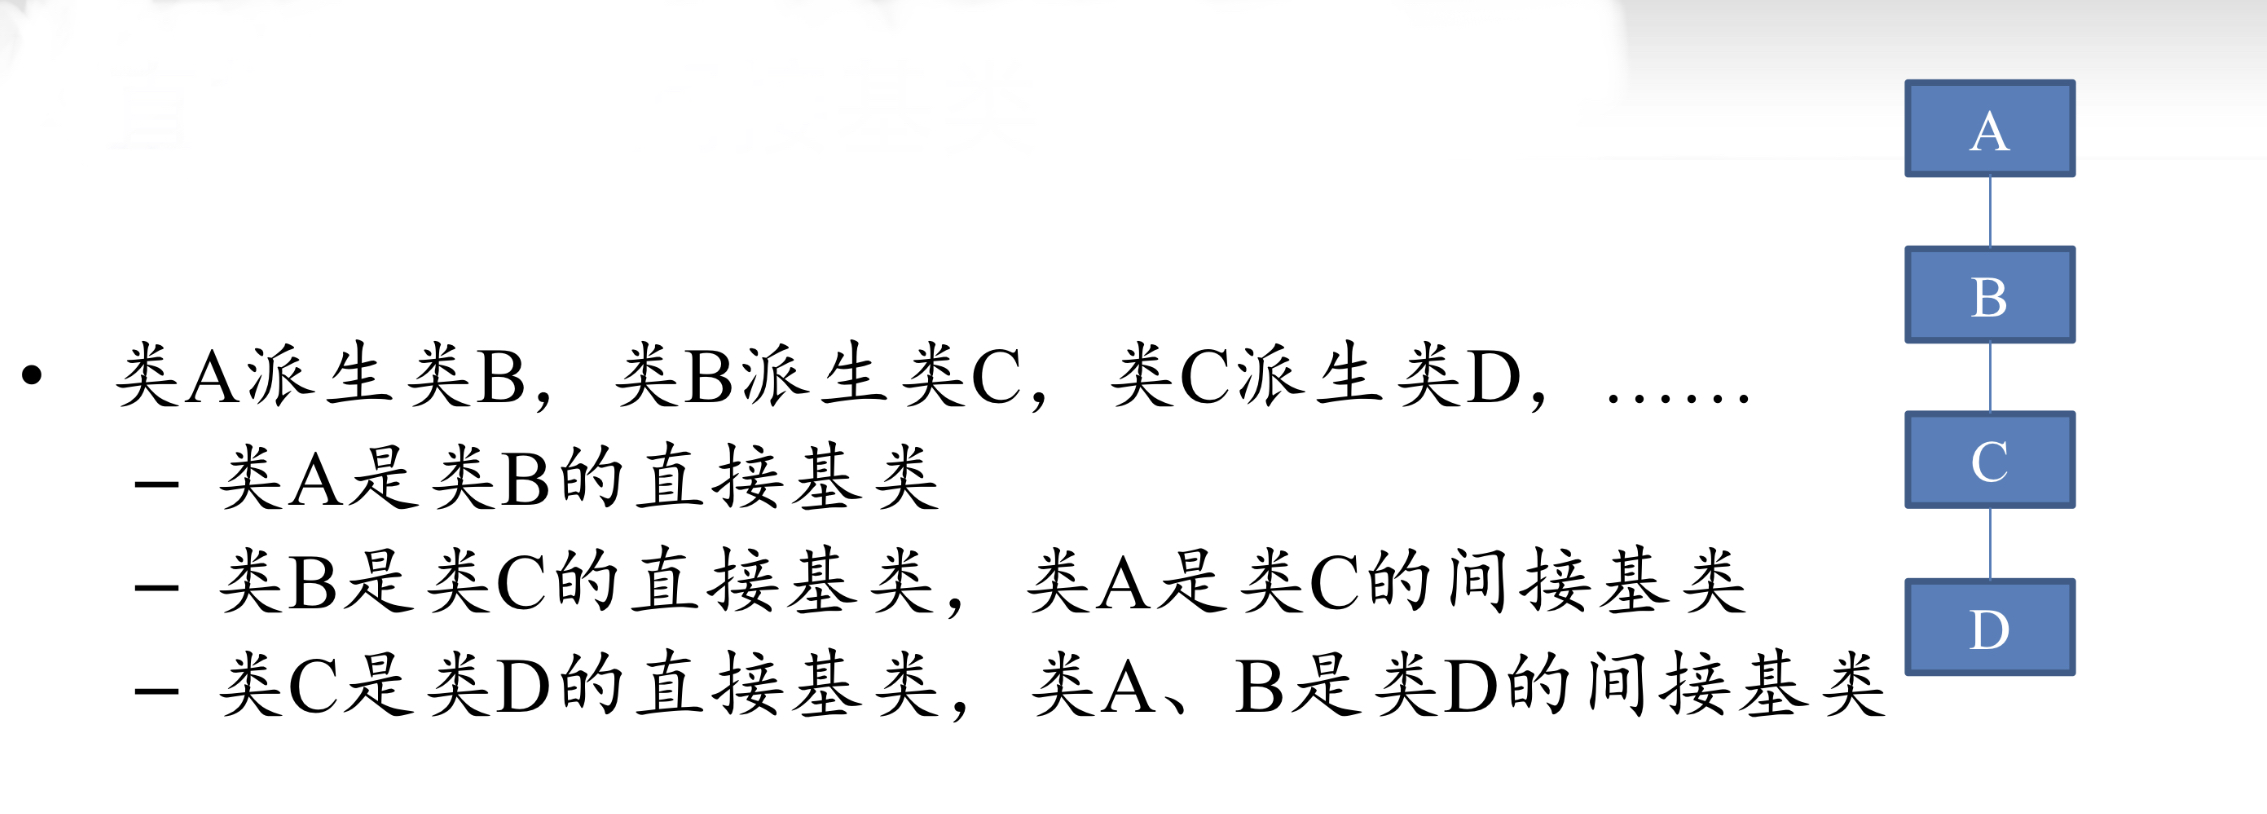 • 类A派生类B，类B派生类C，类C派生类D，……
– 类A是类B的直接基类
– 类B是类C的直接基类，类A是类C的间接基类
– 类C是类D的直接基类，类A、B是类D的间接基类
A
B
C
D